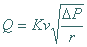 Q = Kv√(ΔP/r)